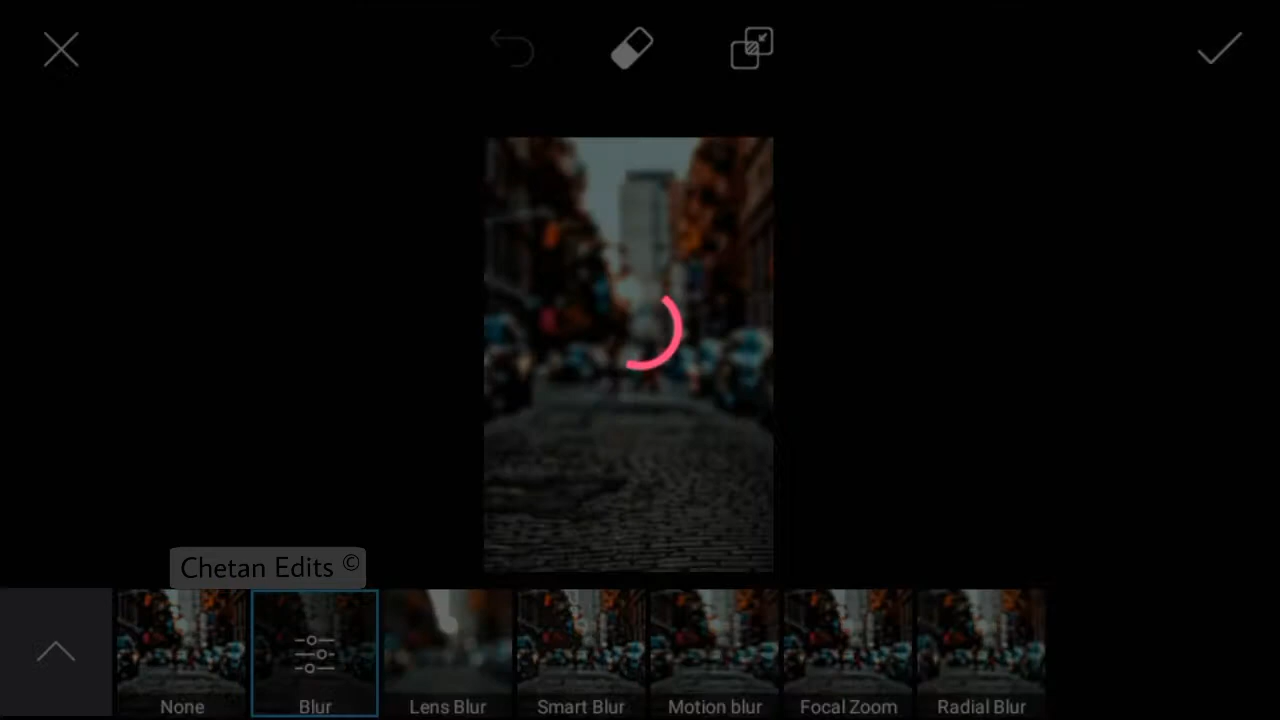 Chetan Edits ©
None
Blur
Lens Blur
Smart Blur
Motion blur
Focal Zoom
Radial Blur